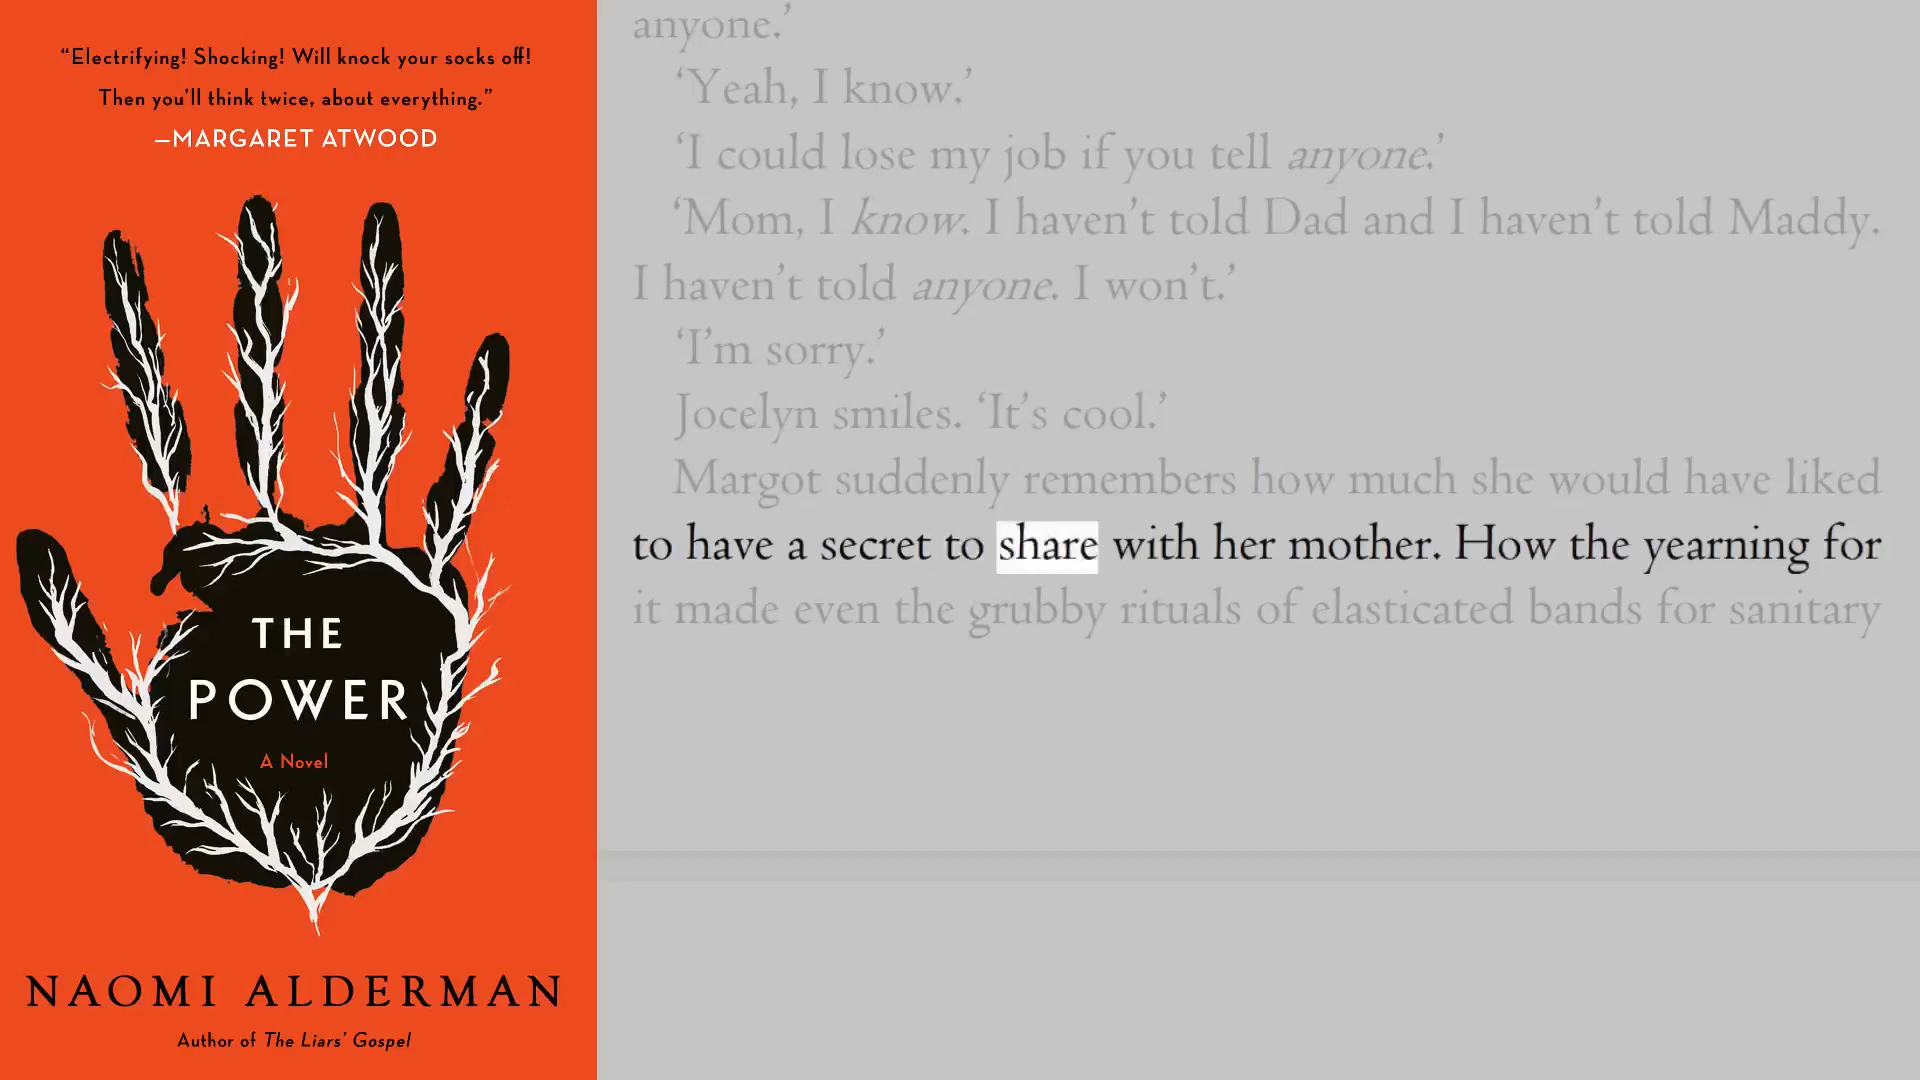 “Electrifying! Shocking! Will knock your socks off!
Then you’ll think twice, about everything.”
—MARGARET ATWOOD
THE
POWER
A Novel
NAOMI ALDERMAN
Author of The Liars’ Gospel
anyone.’
‘Yeah, I know.’
‘I could lose my job if you tell anyone.’
‘Mom, I know. I haven’t told Dad and I haven’t told Maddy.
I haven’t told anyone. I won’t.’
‘I’m sorry.’
Jocelyn smiles. ‘It’s cool.’
Margot suddenly remembers how much she would have liked
to have a secret to share with her mother. How the yearning for
it made even the grubby rituals of elasticated bands for sanitary